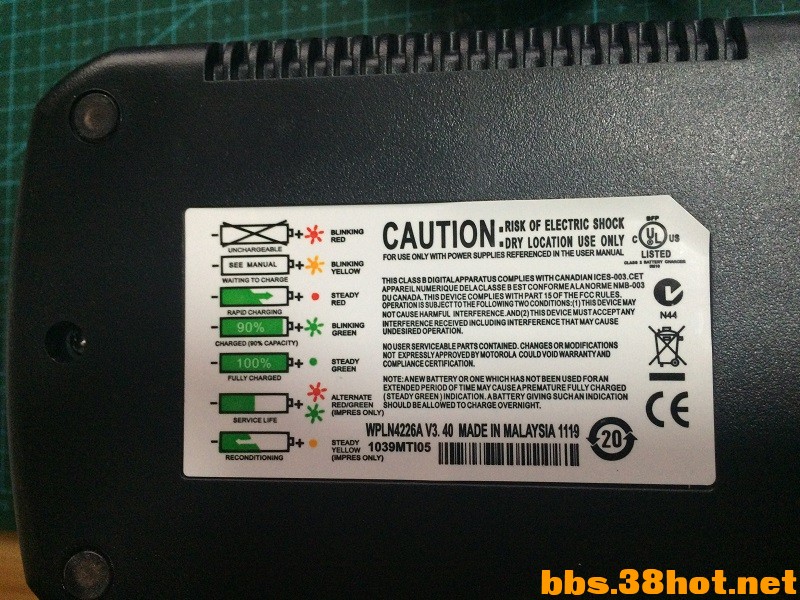 UNCHARGEABLE
BLINKING
RED
SEE MANUAL
WAITING TO CHARGE
BLINKING
YELLOW
RAPID CHARGING
STEADY
RED
90%
CHARGED (90% CAPACITY)
BLINKING
GREEN
100%
FULLY CHARGED
STEADY
GREEN
SERVICE LIFE
ALTERNATE
RED/GREEN
(IMPRES ONLY)
RECONDITIONING
STEADY
YELLOW
(IMPRES ONLY)
CAUTION: RISK OF ELECTRIC SHOCK
DRY LOCATION USE ONLY
FOR USE ONLY WITH POWER SUPPLIES REFERENCED IN THE USER MANUAL
THIS CLASS B DIGITAL APPARATUS COMPLIES WITH CANADIAN ICES-003.CET
APPAREIL NUMERIQUE DE LA CLASSE B EST CONFORME A LA NORME NMB-003
DU CANADA. THIS DEVICE COMPLIES WITH PART 15 OF THE FCC RULES.
OPERATION IS SUBJECT TO THE FOLLOWING TWO CONDITIONS:(1) THIS DEVICE MAY
NOT CAUSE HARMFUL INTERFERENCE.AND(2) THIS DEVICE MUST ACCEPT ANY
INTERFERENCE RECEIVED INCLUDING INTERFERENCE THAT MAY CAUSE
UNDESIRED OPERATION.
NO USER SERVICEABLE PARTS CONTAINED. CHANGES OR MODIFICATIONS
NOT EXPRESSLY APPROVED BY MOTOROLA COULD VOID WARRANTY AND
COMPLIANCE CERTIFICATION.
NOTE: A NEW BATTERY OR ONE WHICH HAS NOT BEEN USED FOR AN
EXTENDED PERIOD OF TIME MAY CAUSE A PREMATURE FULLY CHARGED
(STEADY GREEN) INDICATION. A BATTERY GIVING SUCH AN INDICATION
SHOULD BE ALLOWED TO CHARGE OVERNIGHT.
WPLN4226A V3. 40 MADE IN MALAYSIA 1119
1039MTI05
C UL US
LISTED
N44
CE
20
bbs.38hot.net